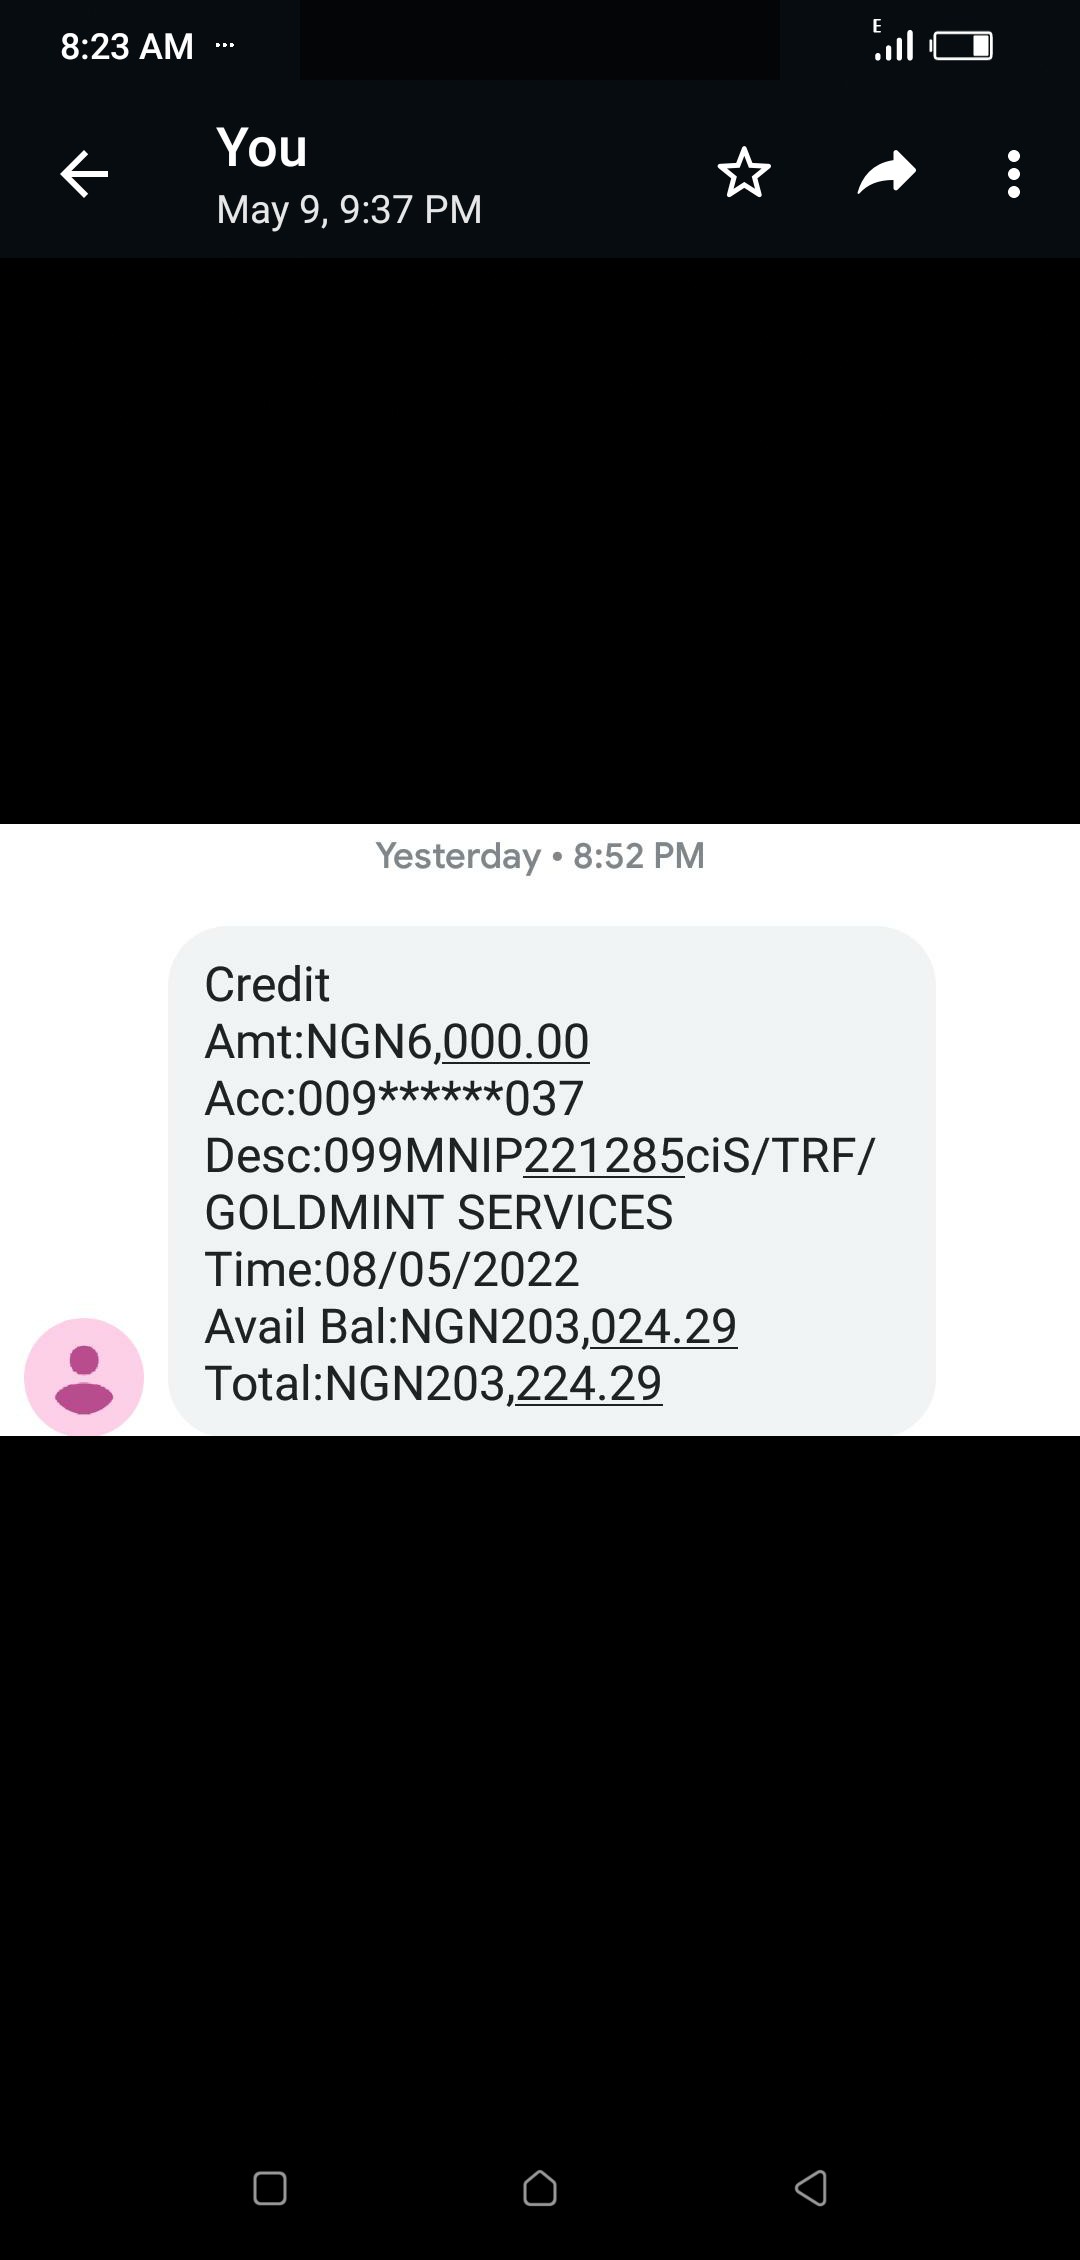 8:23 AM ...
E
You
May 9, 9:37 PM
Yesterday • 8:52 PM
Credit
Amt:NGN6,000.00
Acc:009******037
Desc:099MNIP221285ciS/TRF/
GOLDMINT SERVICES
Time:08/05/2022
Avail Bal:NGN203,024.29
Total:NGN203,224.29